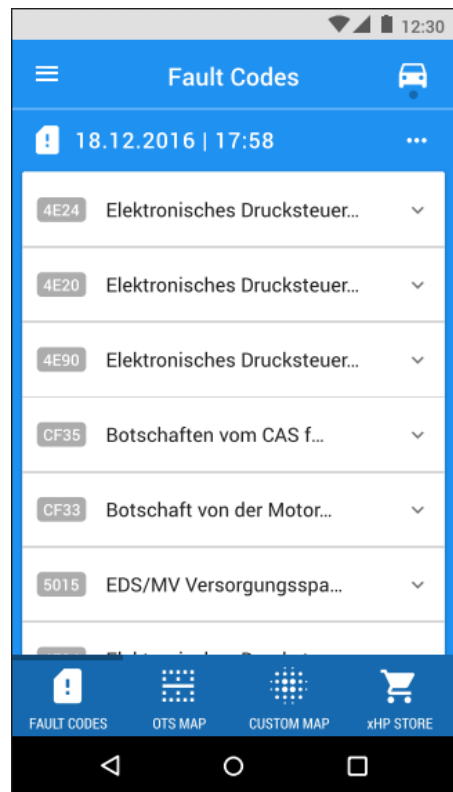 12:30
Fault Codes
18.12.2016 | 17:58
4E24 Elektronisches Drucksteuer...
4E20 Elektronisches Drucksteuer...
4E90 Elektronisches Drucksteuer...
CF35 Botschaften vom CAS f...
CF33 Botschaft von der Motor...
5015 EDS/MV Versorgungsspa...
FAULT CODES OTS MAP CUSTOM MAP xHP STORE